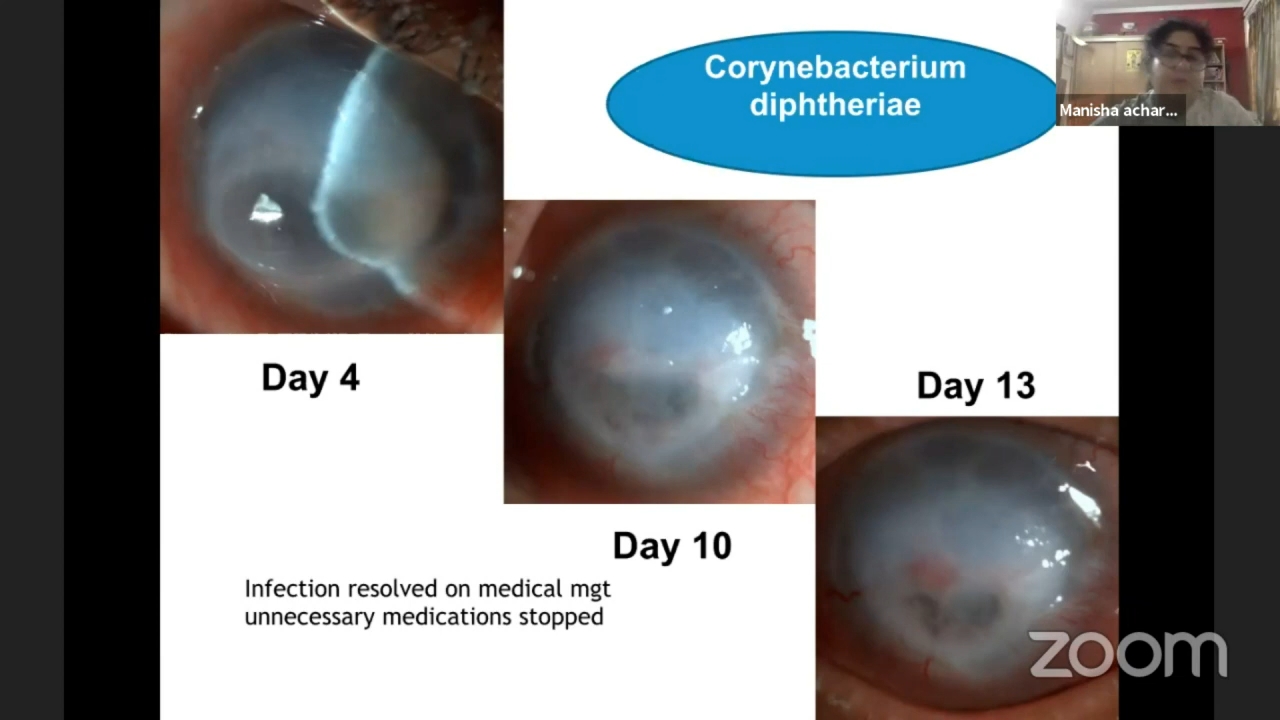 Corynebacterium
diphtheriae
Manisha achar...
Day 4
Day 13
Day 10
Infection resolved on medical mgt
unnecessary medications stopped
zoom